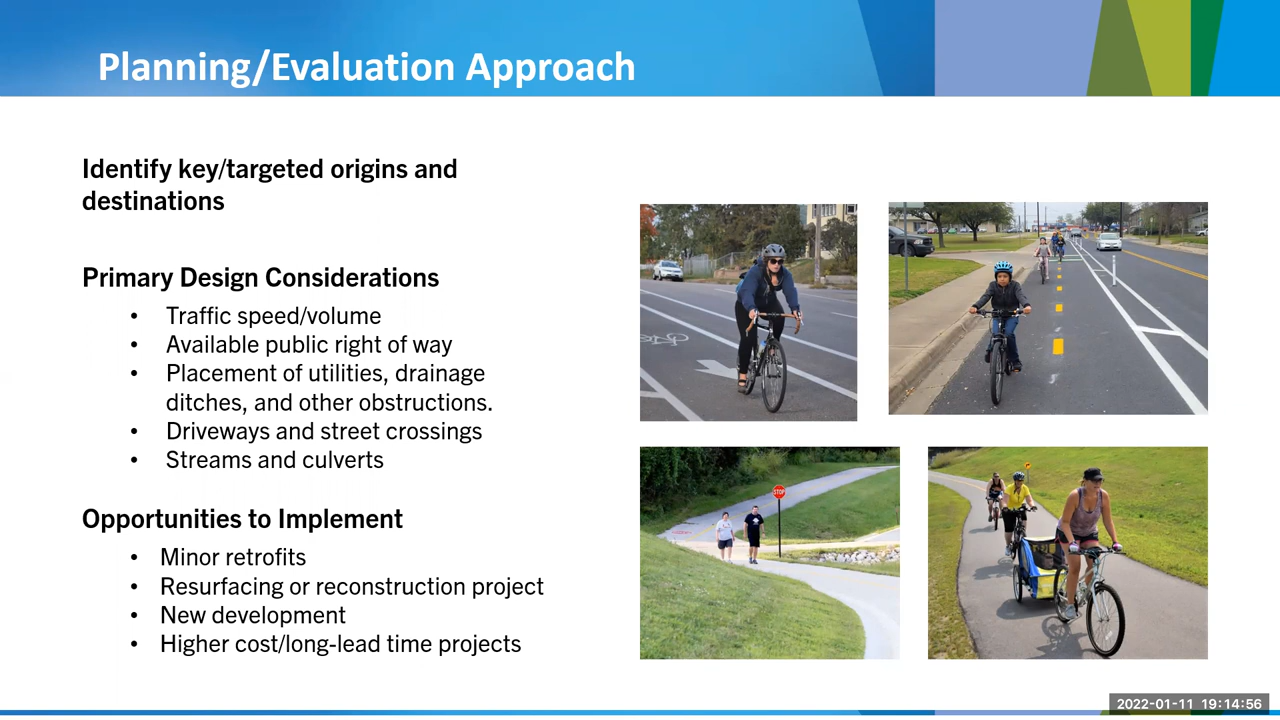 Planning/Evaluation Approach
Identify key/targeted origins and
destinations
Primary Design Considerations
• Traffic speed/volume
• Available public right of way
• Placement of utilities, drainage
ditches, and other obstructions.
• Driveways and street crossings
• Streams and culverts
Opportunities to Implement
• Minor retrofits
• Resurfacing or reconstruction project
• New development
• Higher cost/long-lead time projects
STOP
2022-01-11 19:14:56